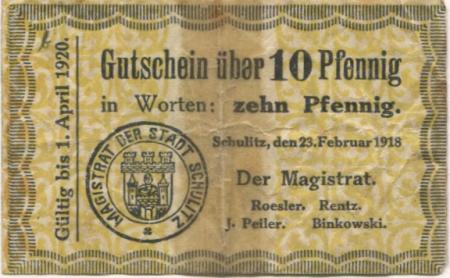 Gültig bis 1. April 1920.
Gutschein über 10 Pfennig
in Worten: zehn Pfennig.
Schulitz, den 23. Februar 1918
Der Magistrat.
Roesler. Rentz.
J. Peiler. Binkowski.
MAGISTRAT DER STADT SCHULITZ